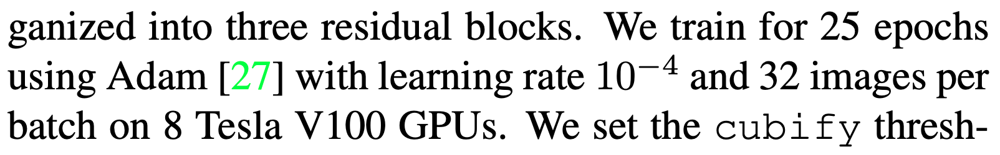 ganized into three residual blocks. We train for 25 epochs
using Adam [27] with learning rate 10⁻⁴ and 32 images per
batch on 8 Tesla V100 GPUs. We set the cubify thresh-